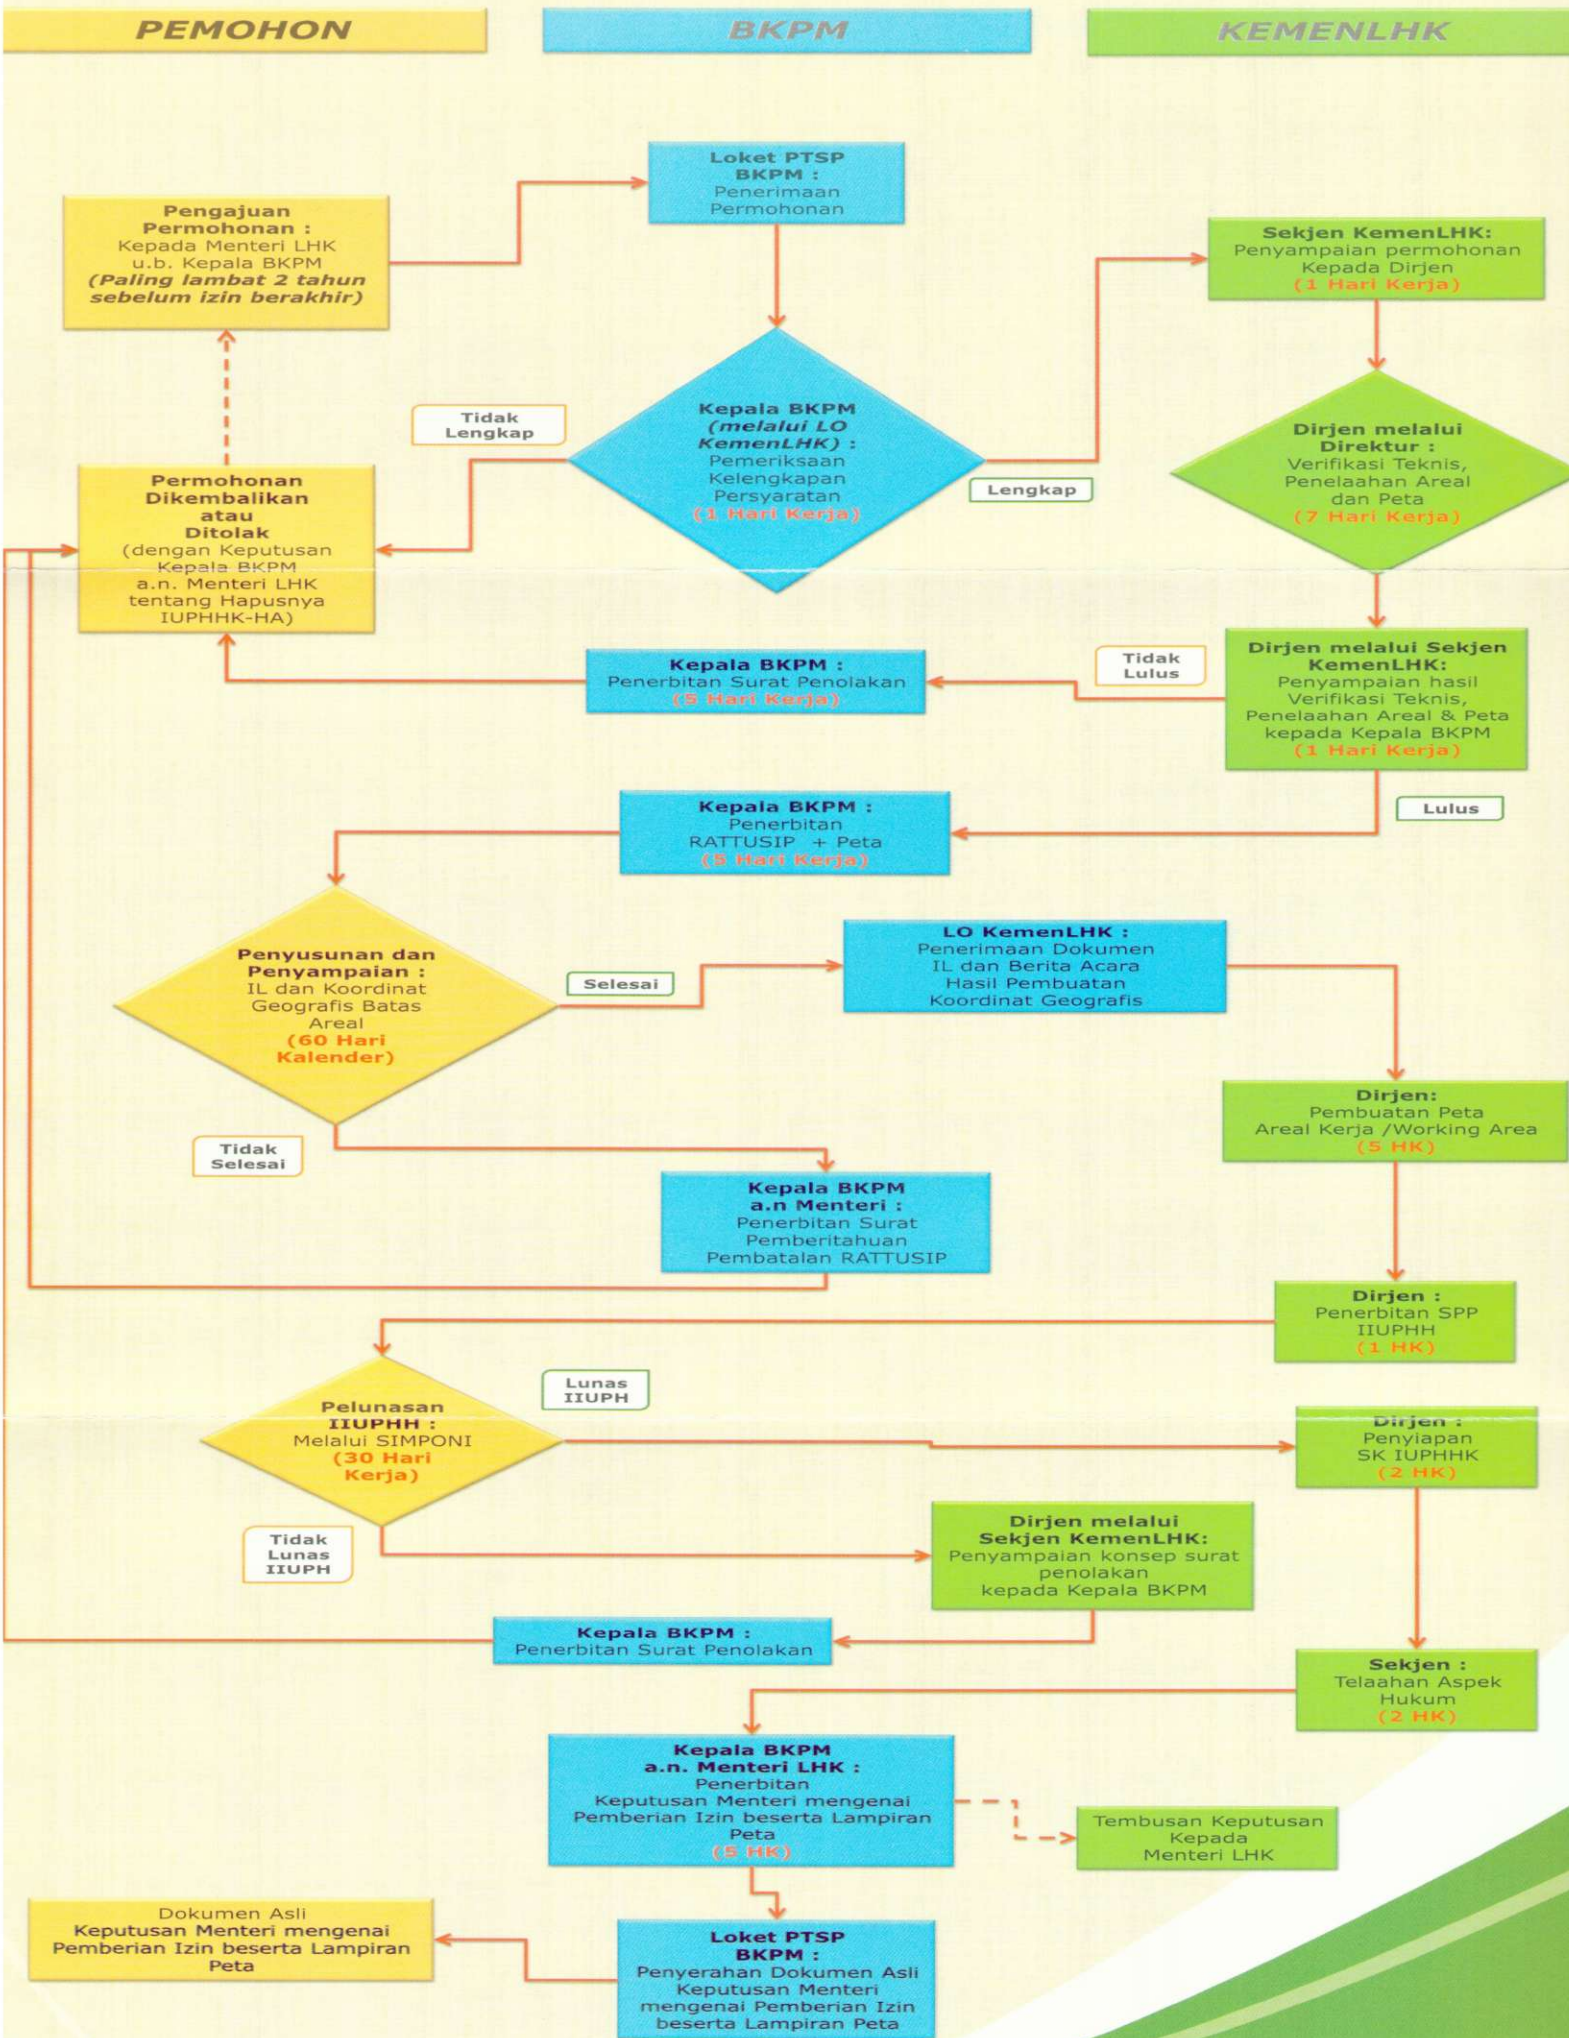 PEMOHON
BKPM
KEMENLHK
Loket PTSP
BKPM :
Penerimaan
Permohonan
Pengajuan
Permohonan :
Kepada Menteri LHK
u.b. Kepala BKPM
(Paling lambat 2 tahun
sebelum izin berakhir)
Sekjen KemenLHK:
Penyampaian permohonan
Kepada Dirjen
(1 Hari Kerja)
Tidak
Lengkap
Kepala BKPM
(melalui LO
KemenLHK) :
Pemeriksaan
Kelengkapan
Persyaratan
(1 Hari Kerja)
Lengkap
Dirjen melalui
Direktur :
Verifikasi Teknis,
Penelaahan Areal
dan Peta
(7 Hari Kerja)
Permohonan
Dikembalikan
atau
Ditolak
(dengan Keputusan
Kepala BKPM
a.n. Menteri LHK
tentang Hapusnya
IUPHHK-HA)
Kepala BKPM :
Penerbitan Surat Penolakan
(5 Hari Kerja)
Tidak
Lulus
Dirjen melalui Sekjen
KemenLHK:
Penyampaian hasil
Verifikasi Teknis,
Penelaahan Areal & Peta
kepada Kepala BKPM
(1 Hari Kerja)
Lulus
Kepala BKPM :
Penerbitan
RATTUSIP + Peta
(5 Hari Kerja)
Penyusunan dan
Penyampaian :
IL dan Koordinat
Geografis Batas
Areal
(60 Hari
Kalender)
Selesai
LO KemenLHK :
Penerimaan Dokumen
IL dan Berita Acara
Hasil Pembuatan
Koordinat Geografis
Dirjen:
Pembuatan Peta
Areal Kerja /Working Area
(5 HK)
Tidak
Selesai
Kepala BKPM
a.n Menteri :
Penerbitan Surat
Pemberitahuan
Pembatalan RATTUSIP
Dirjen :
Penerbitan SPP
IIUPHH
(1 HK)
Pelunasan
IIUPHH :
Melalui SIMPONI
(30 Hari
Kerja)
Lunas
IIUPH
Dirjen :
Penyiapan
SK IUPHHK
(2 HK)
Tidak
Lunas
IIUPH
Dirjen melalui
Sekjen KemenLHK:
Penyampaian konsep surat
penolakan
kepada Kepala BKPM
Kepala BKPM :
Penerbitan Surat Penolakan
Sekjen :
Telaahan Aspek
Hukum
(2 HK)
Kepala BKPM
a.n. Menteri LHK :
Penerbitan
Keputusan Menteri mengenai
Pemberian Izin beserta Lampiran
Peta
(5 HK)
Tembusan Keputusan
Kepada
Menteri LHK
Dokumen Asli
Keputusan Menteri mengenai
Pemberian Izin beserta Lampiran
Peta
Loket PTSP
BKPM :
Penyerahan Dokumen Asli
Keputusan Menteri
mengenai Pemberian Izin
beserta Lampiran Peta